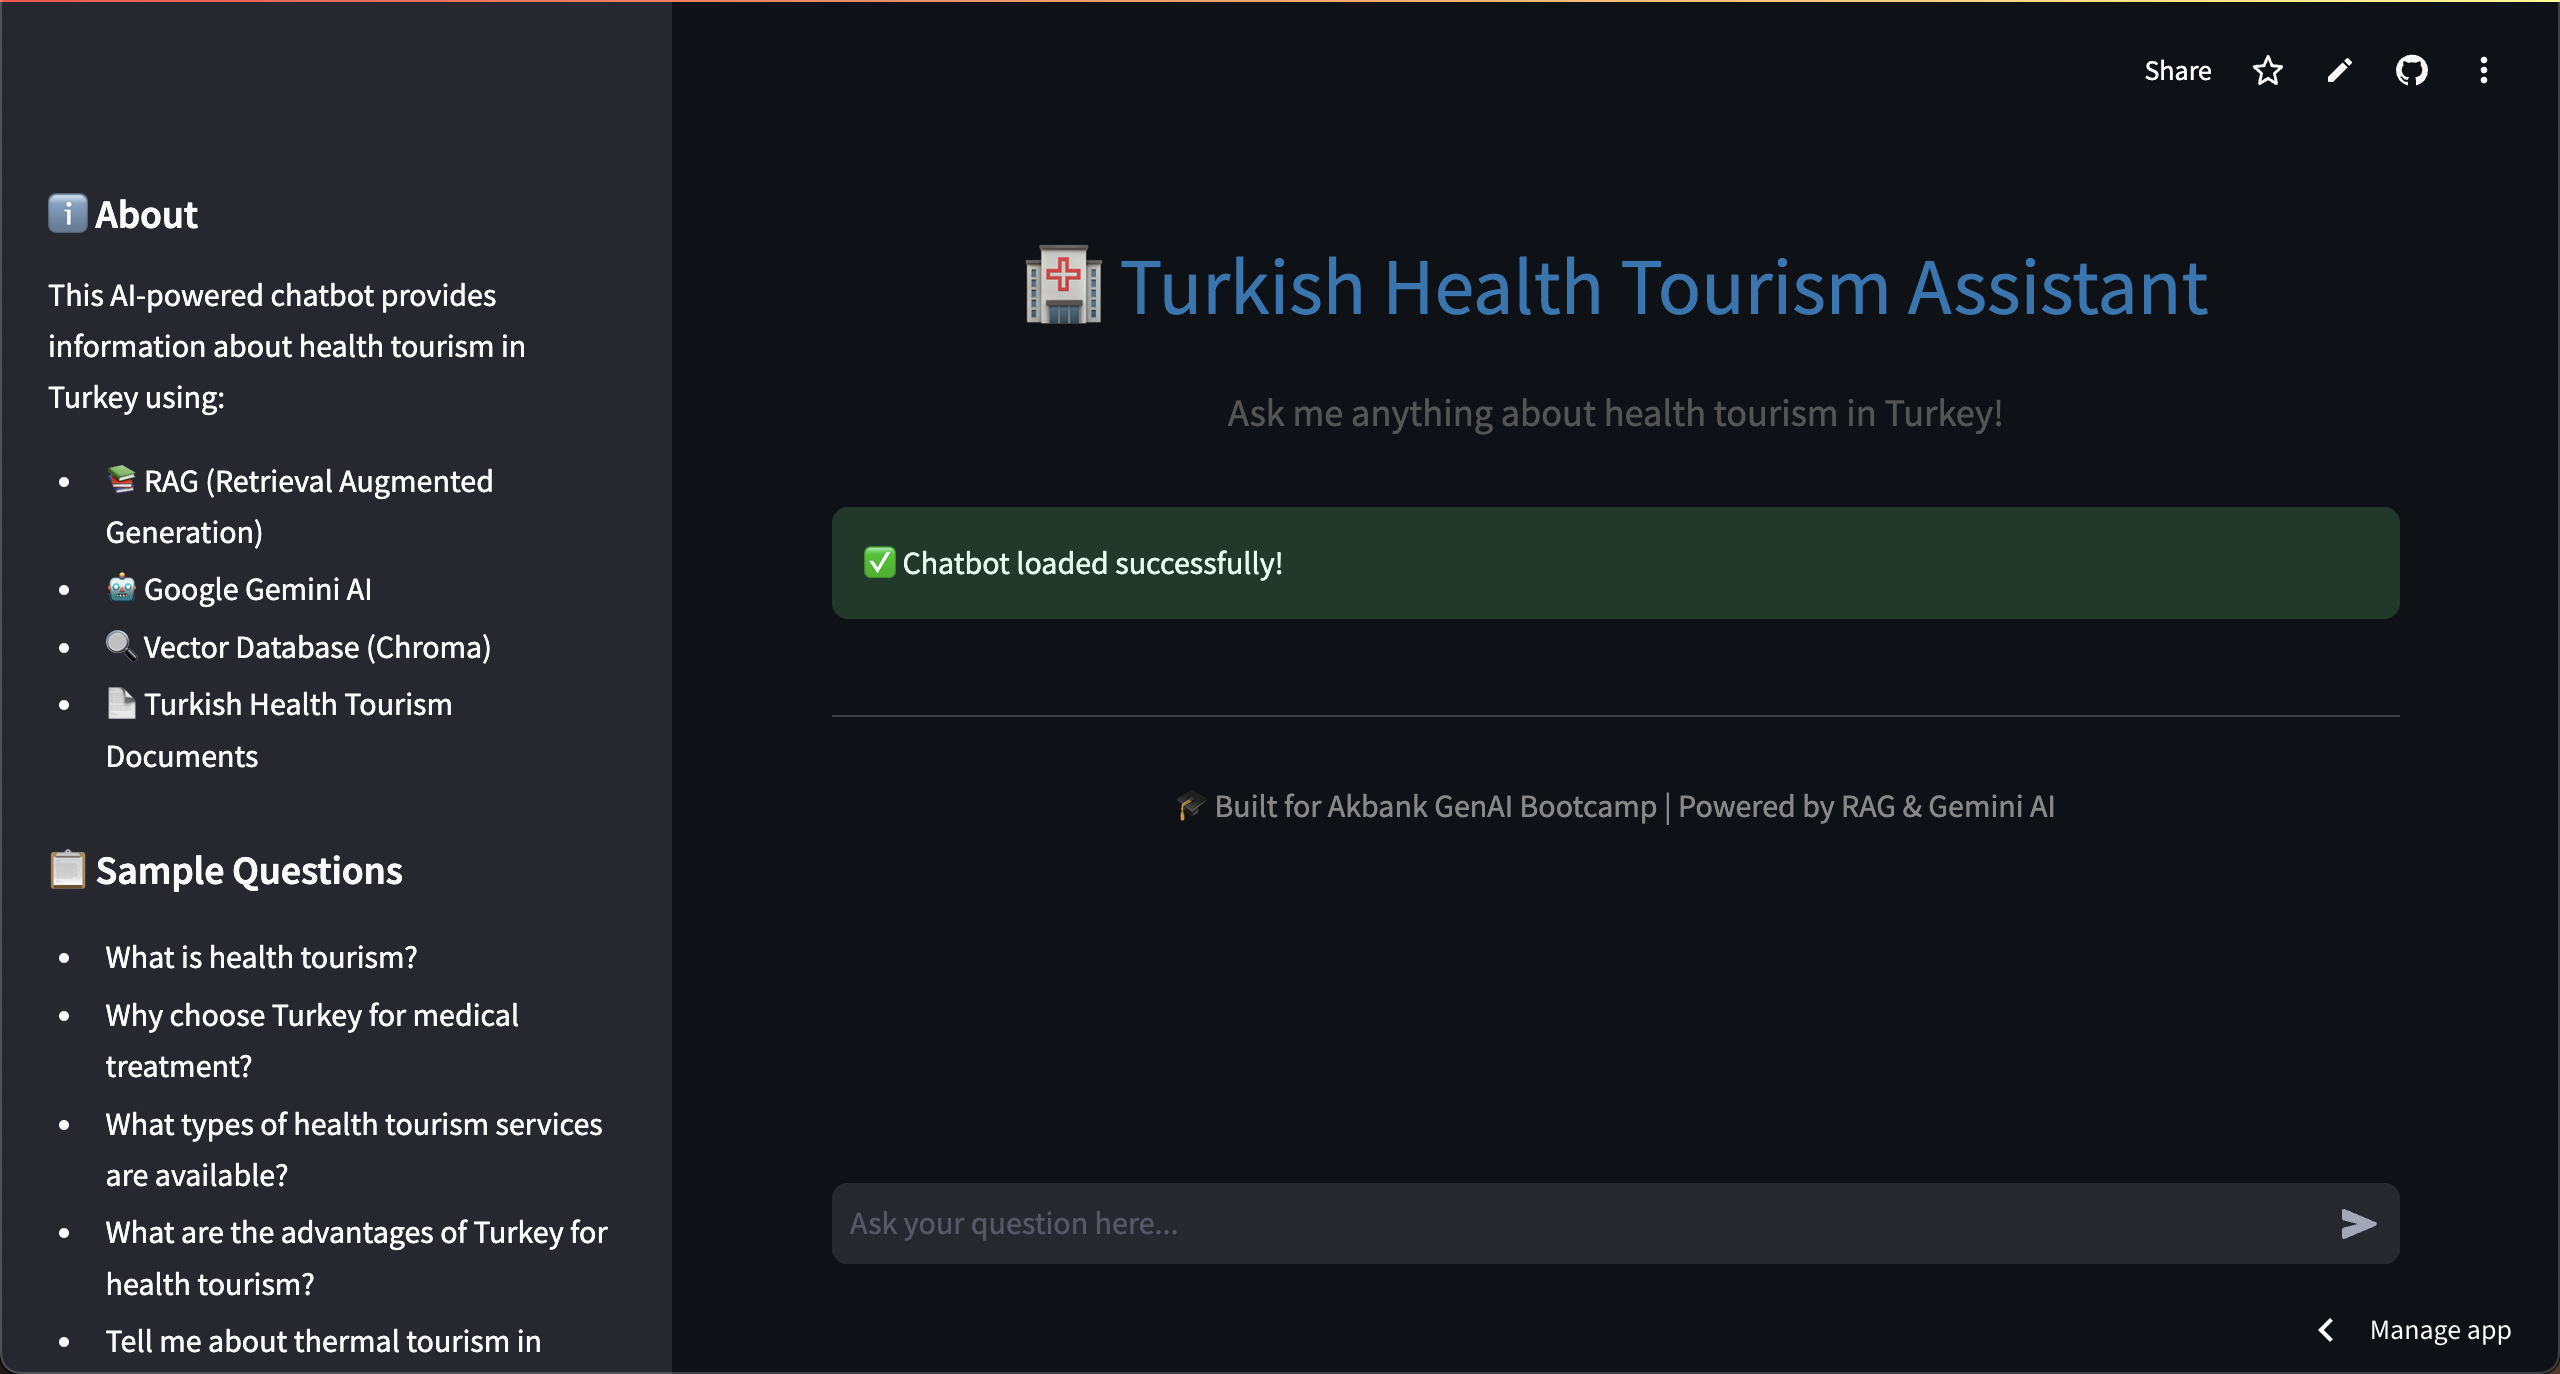 Share
ℹ️ About
This AI-powered chatbot provides
information about health tourism in
Turkey using:
• 📚 RAG (Retrieval Augmented
Generation)
• 🤖 Google Gemini AI
• 🔍 Vector Database (Chroma)
• 📄 Turkish Health Tourism
Documents
📋 Sample Questions
• What is health tourism?
• Why choose Turkey for medical
treatment?
• What types of health tourism services
are available?
• What are the advantages of Turkey for
health tourism?
• Tell me about thermal tourism in
🏥 Turkish Health Tourism Assistant
Ask me anything about health tourism in Turkey!
✅ Chatbot loaded successfully!
🎓 Built for Akbank GenAI Bootcamp | Powered by RAG & Gemini AI
Ask your question here...
Manage app